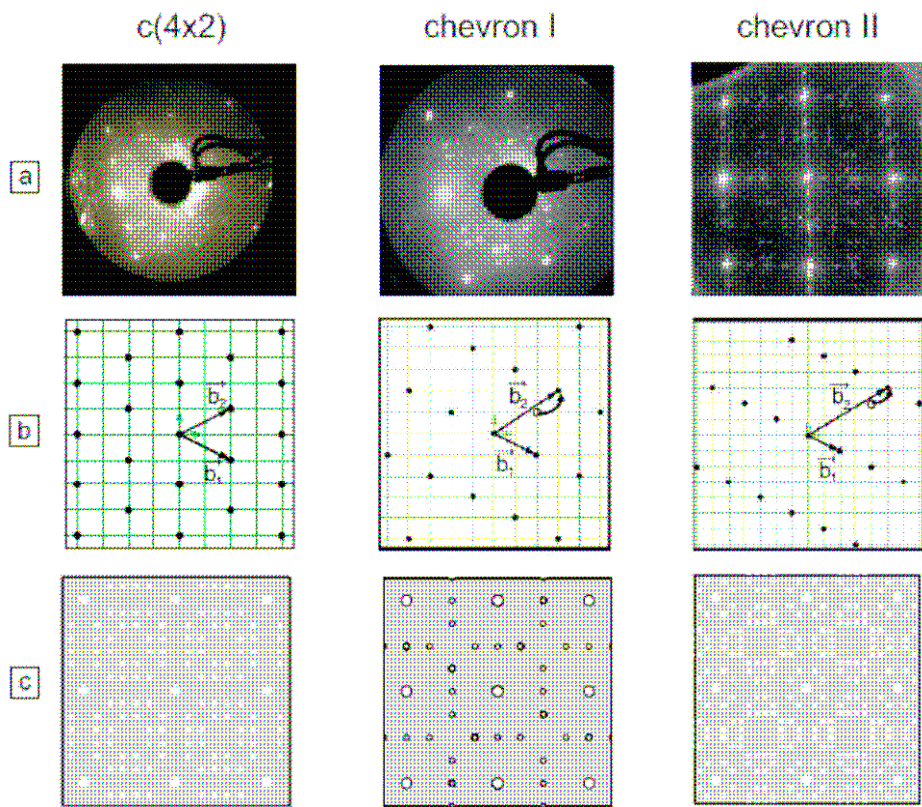 c(4x2) chevron I chevron II
a
b
b₂ b₂ b₂
b₁ b₁ b₁
c